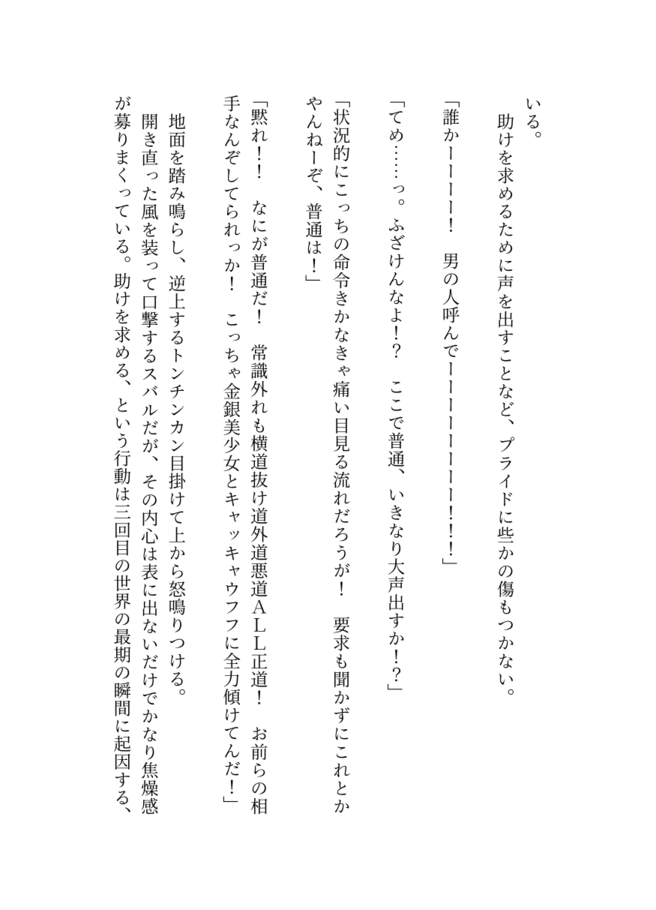 いる。
　助けを求めるために声を出すことなど、プライドに些かの傷もつかない。
「誰かーーーー！　男の人呼んでーーーーーーーー！！！」
「てめ……っ。ふざけんなよ！？　ここで普通、いきなり大声出すか！？」
「状況的にこっちの命令きかなきゃ痛い目見る流れだろうが！　要求も聞かずにこれとか
やんねーぞ、普通は！」
「黙れ！！　なにが普通だ！　常識外れも横道抜け道外道悪道ＡＬＬ正道！　お前らの相
手なんぞしてられっか！　こっちゃ金銀美少女とキャッキャウフフに全力傾けてんだ！」
　地面を踏み鳴らし、逆上するトンチンカン目掛けて上から怒鳴りつける。
　開き直った風を装って口撃するスバルだが、その内心は表に出ないだけでかなり焦燥感
が募りまくっている。助けを求める、という行動は三回目の世界の最期の瞬間に起因する、